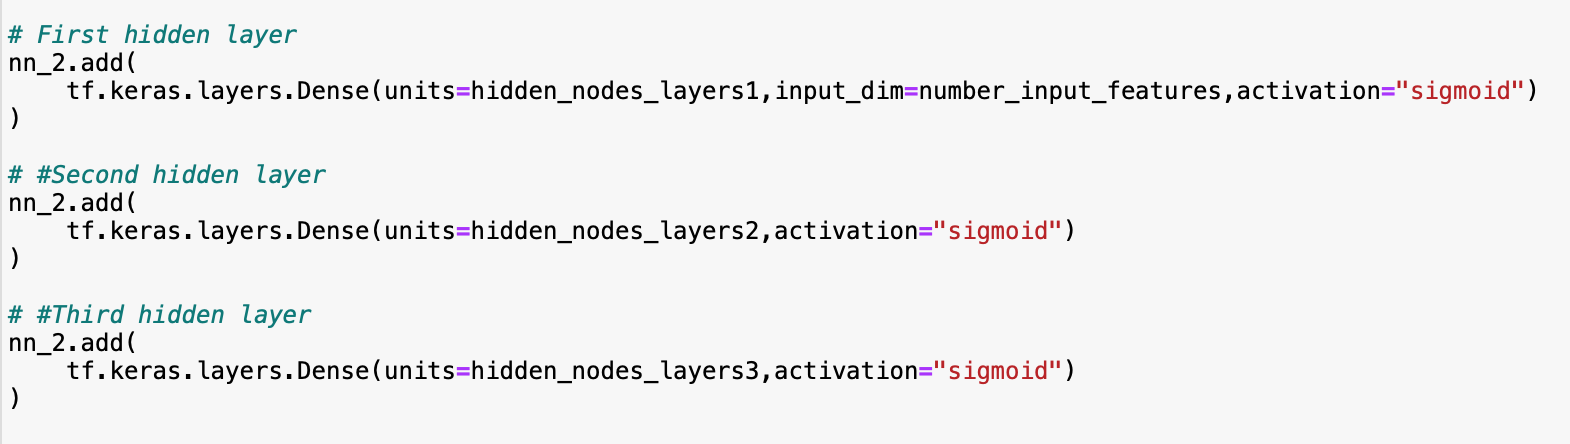 # First hidden layer
nn_2.add(
    tf.keras.layers.Dense(units=hidden_nodes_layers1,input_dim=number_input_features,activation="sigmoid")
)
# #Second hidden layer
nn_2.add(
    tf.keras.layers.Dense(units=hidden_nodes_layers2,activation="sigmoid")
)
# #Third hidden layer
nn_2.add(
    tf.keras.layers.Dense(units=hidden_nodes_layers3,activation="sigmoid")
)